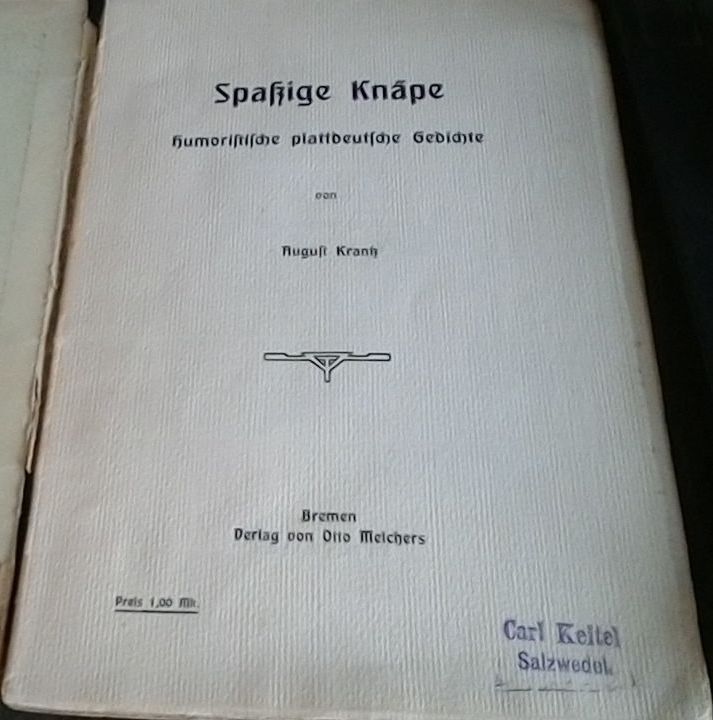 Spaßige Knäpe
Humoristische plattdeutsche Gedichte
von
August Krantz
Bremen
Verlag von Otto Melchers
Preis 1,00 Mk.
Carl Keitel
Salzwedel.